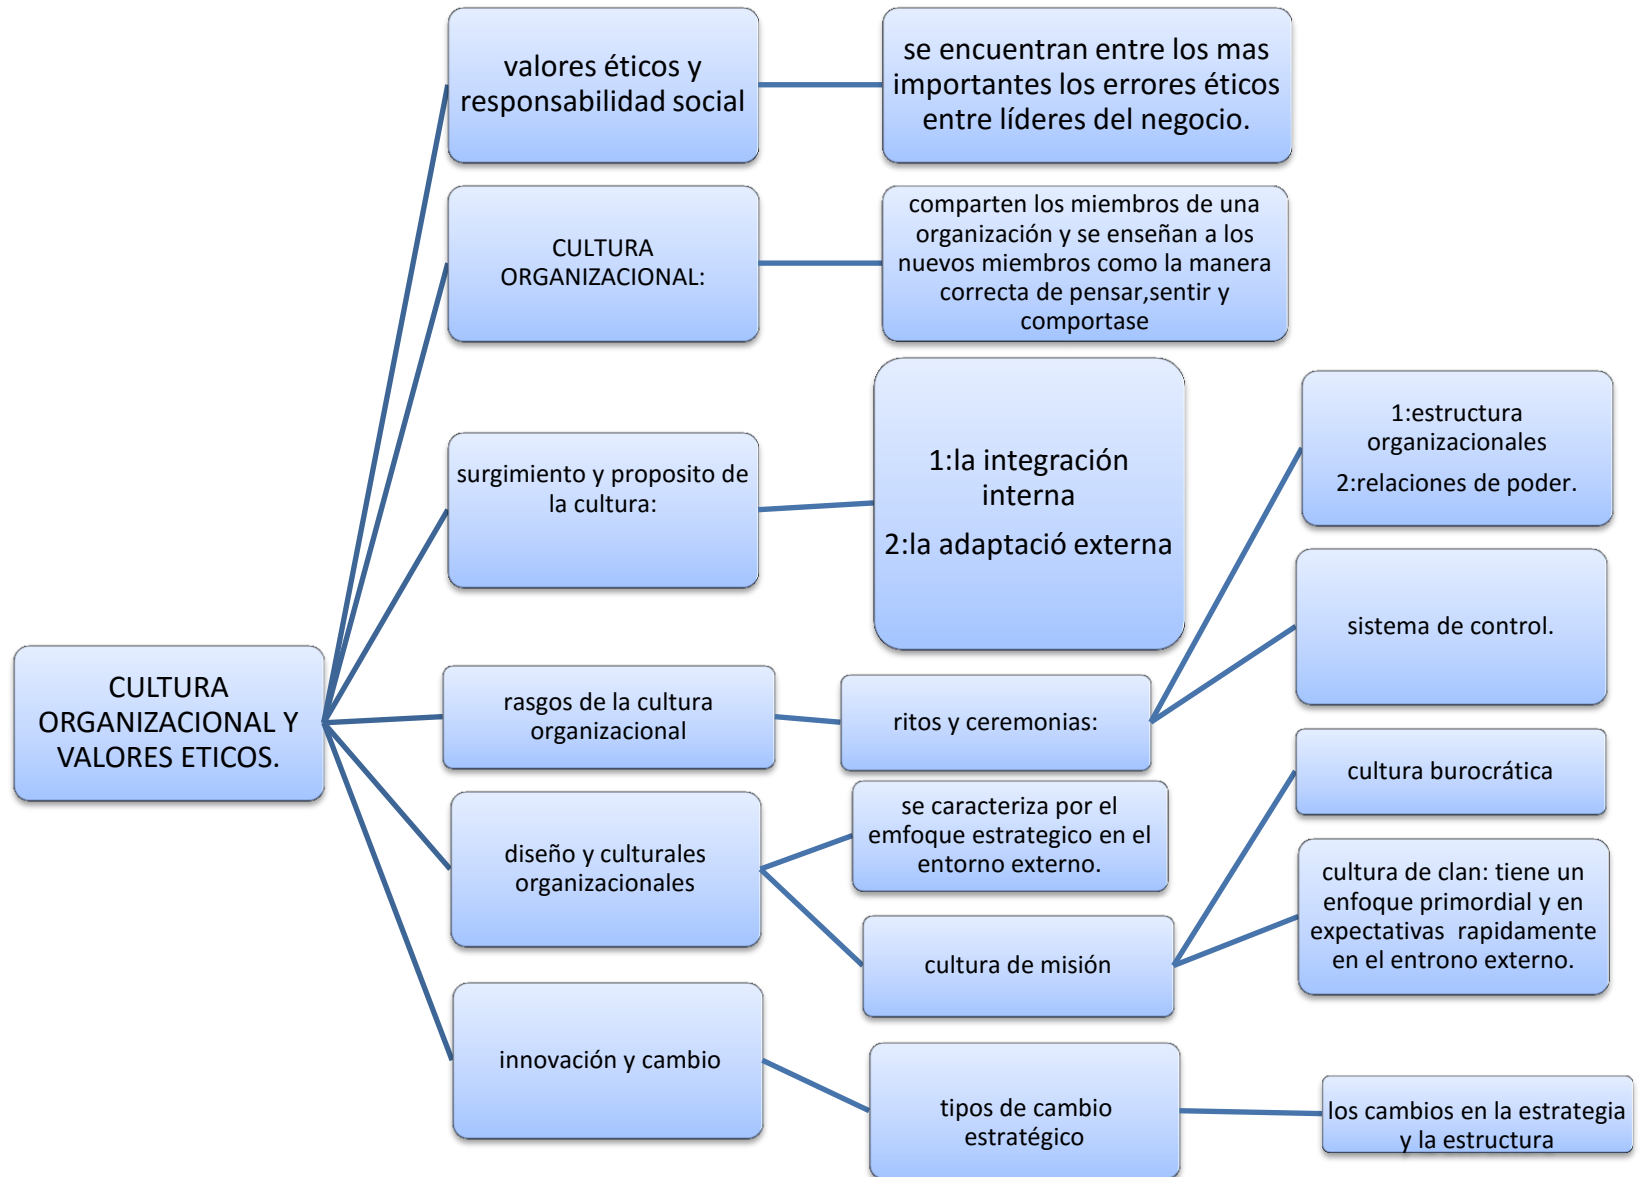 valores éticos y
responsabilidad social
se encuentran entre los mas
importantes los errores éticos
entre líderes del negocio.
CULTURA
ORGANIZACIONAL:
comparten los miembros de una
organización y se enseñan a los
nuevos miembros como la manera
correcta de pensar,sentir y
comportase
surgimiento y proposito de
la cultura:
1:la integración
interna
2:la adaptació externa
1:estructura
organizacionales
2:relaciones de poder.
sistema de control.
CULTURA
ORGANIZACIONAL Y
VALORES ETICOS.
rasgos de la cultura
organizacional
ritos y ceremonias:
diseño y culturales
organizacionales
se caracteriza por el
emfoque estrategico en el
entorno externo.
cultura de misión
cultura burocrática
cultura de clan: tiene un
enfoque primordial y en
expectativas rapidamente
en el entrono externo.
innovación y cambio
tipos de cambio
estratégico
los cambios en la estrategia
y la estructura